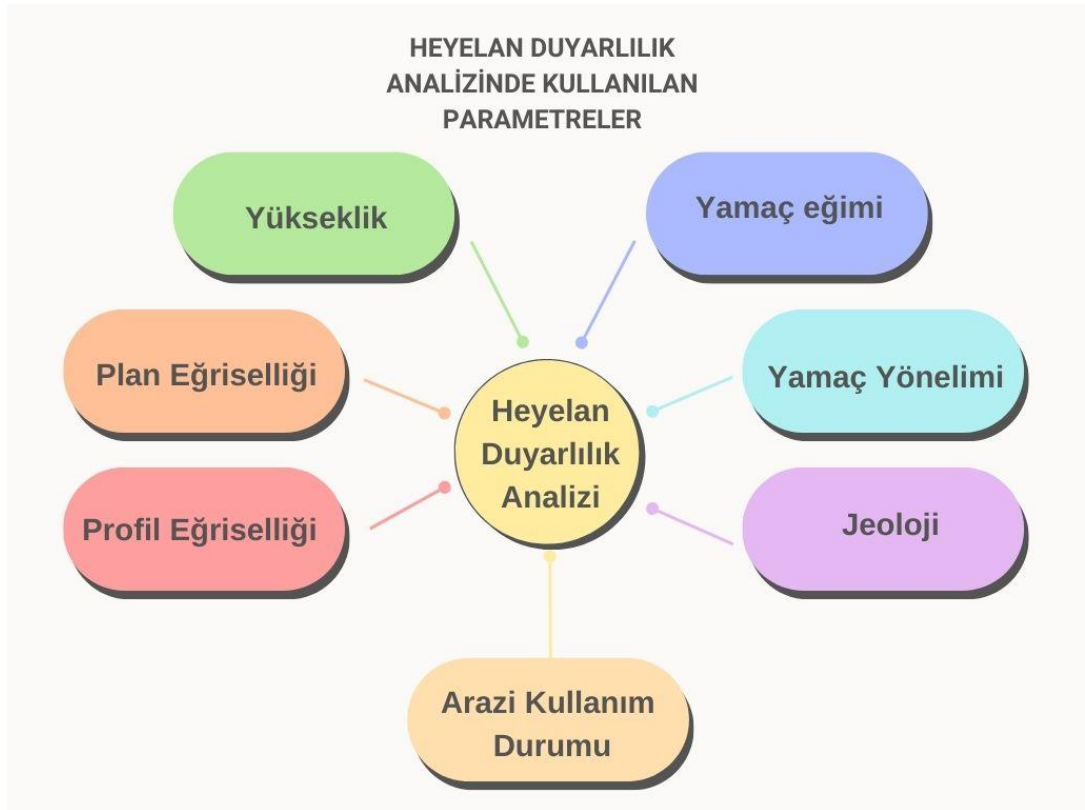 HEYELAN DUYARLILIK
ANALİZİNDE KULLANILAN
PARAMETRELER
Yükseklik
Yamaç eğimi
Plan Eğriselliği
Yamaç Yönelimi
Heyelan
Duyarlılık
Analizi
Profil Eğriselliği
Jeoloji
Arazi Kullanım
Durumu